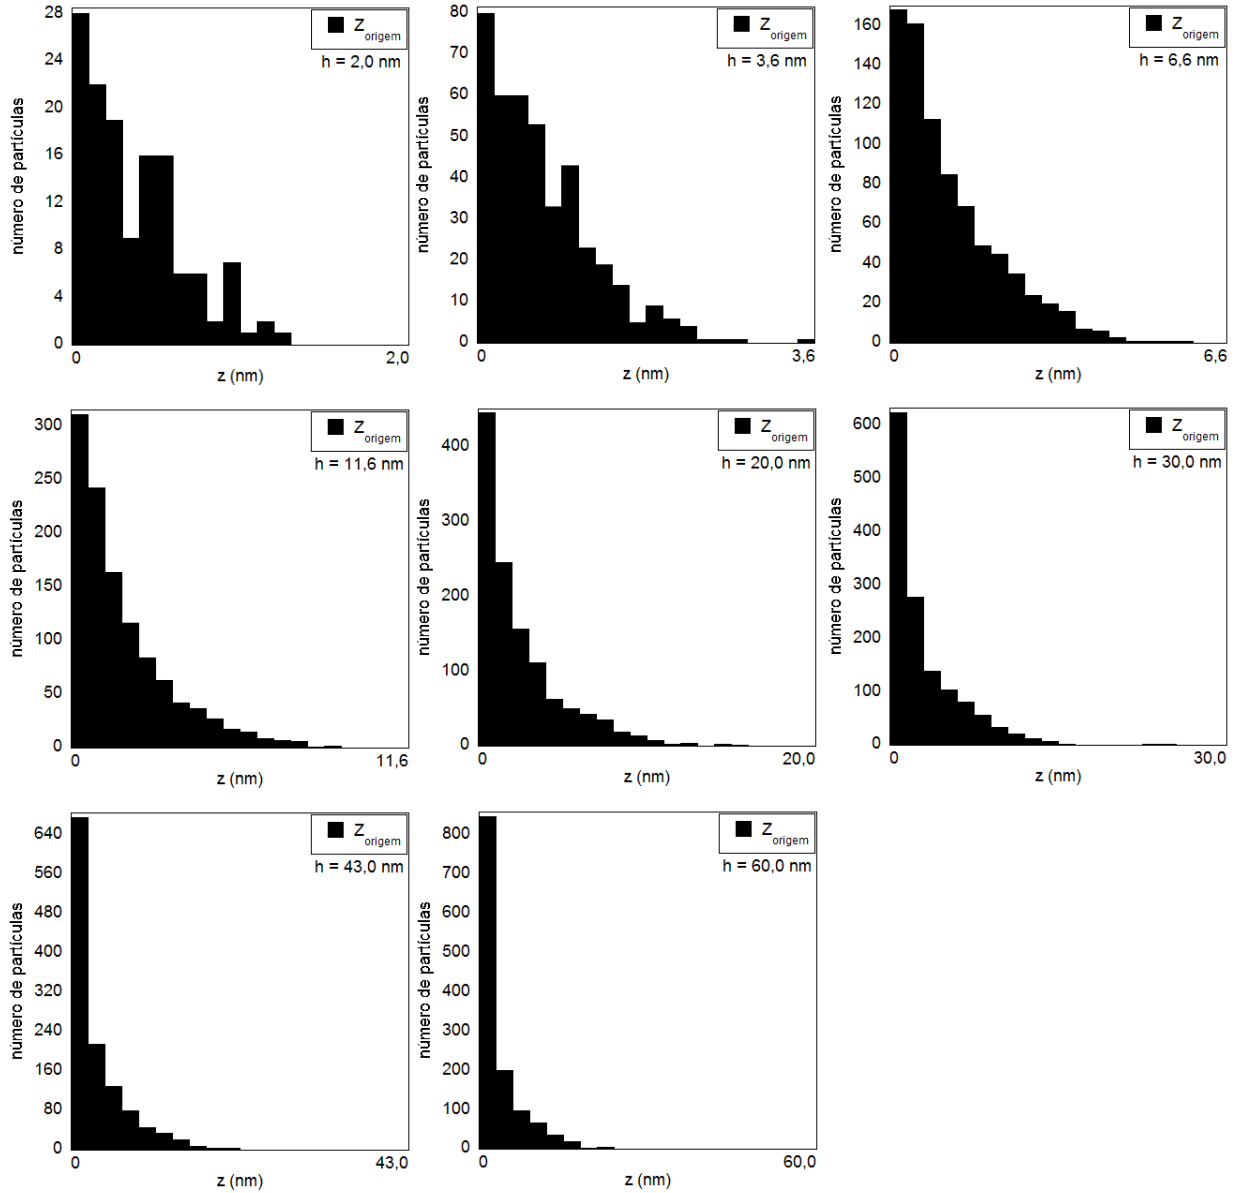 28
24
20
16
12
8
4
0
número de partículas
Z origem
h = 2,0 nm
0 2,0
z (nm)
80
70
60
50
40
30
20
10
0
número de partículas
Z origem
h = 3,6 nm
0 3,6
z (nm)
160
140
120
100
80
60
40
20
0
número de partículas
Z origem
h = 6,6 nm
0 6,6
z (nm)
300
250
200
150
100
50
0
número de partículas
Z origem
h = 11,6 nm
0 11,6
z (nm)
400
300
200
100
0
número de partículas
Z origem
h = 20,0 nm
0 20,0
z (nm)
600
500
400
300
200
100
0
número de partículas
Z origem
h = 30,0 nm
0 30,0
z (nm)
640
560
480
400
320
240
160
80
0
número de partículas
Z origem
h = 43,0 nm
0 43,0
z (nm)
800
700
600
500
400
300
200
100
0
número de partículas
Z origem
h = 60,0 nm
0 60,0
z (nm)